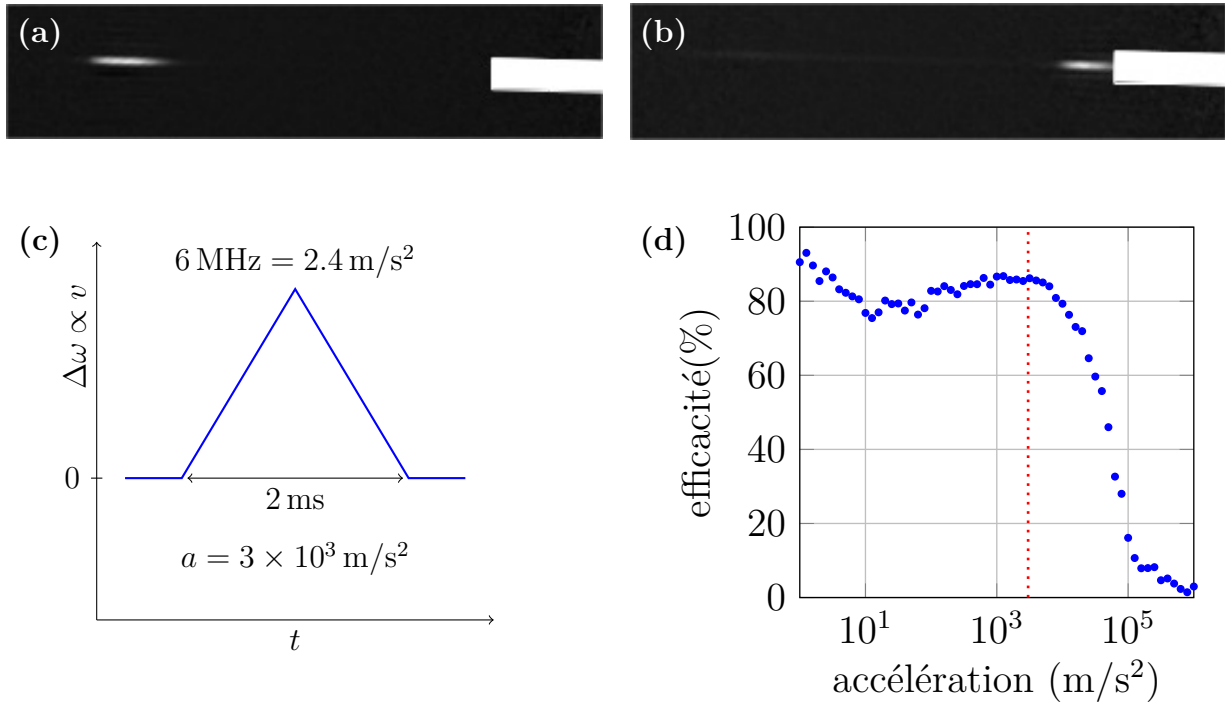 (a)
(b)
(c)
6 MHz = 2.4 m/s²
Δω ∝ v
0
2 ms
a = 3 × 10³ m/s²
t
(d)
100
80
60
40
20
0
efficacité(%)
10¹ 10³ 10⁵
accélération (m/s²)